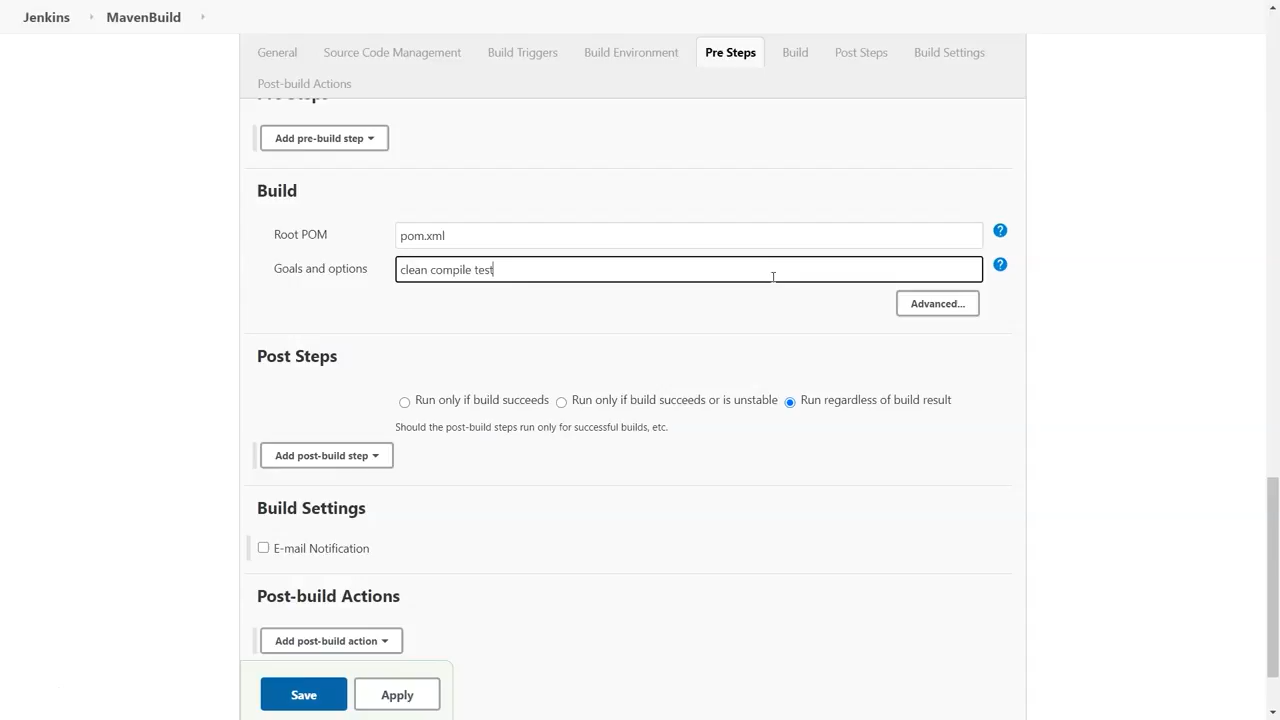 Jenkins MavenBuild
General Source Code Management Build Triggers Build Environment Pre Steps Build Post Steps Build Settings
Post-build Actions
Pre Steps
Add pre-build step
Build
Root POM pom.xml
Goals and options clean compile test
Advanced...
Post Steps
Run only if build succeeds Run only if build succeeds or is unstable Run regardless of build result
Should the post-build steps run only for successful builds, etc.
Add post-build step
Build Settings
E-mail Notification
Post-build Actions
Add post-build action
Save Apply